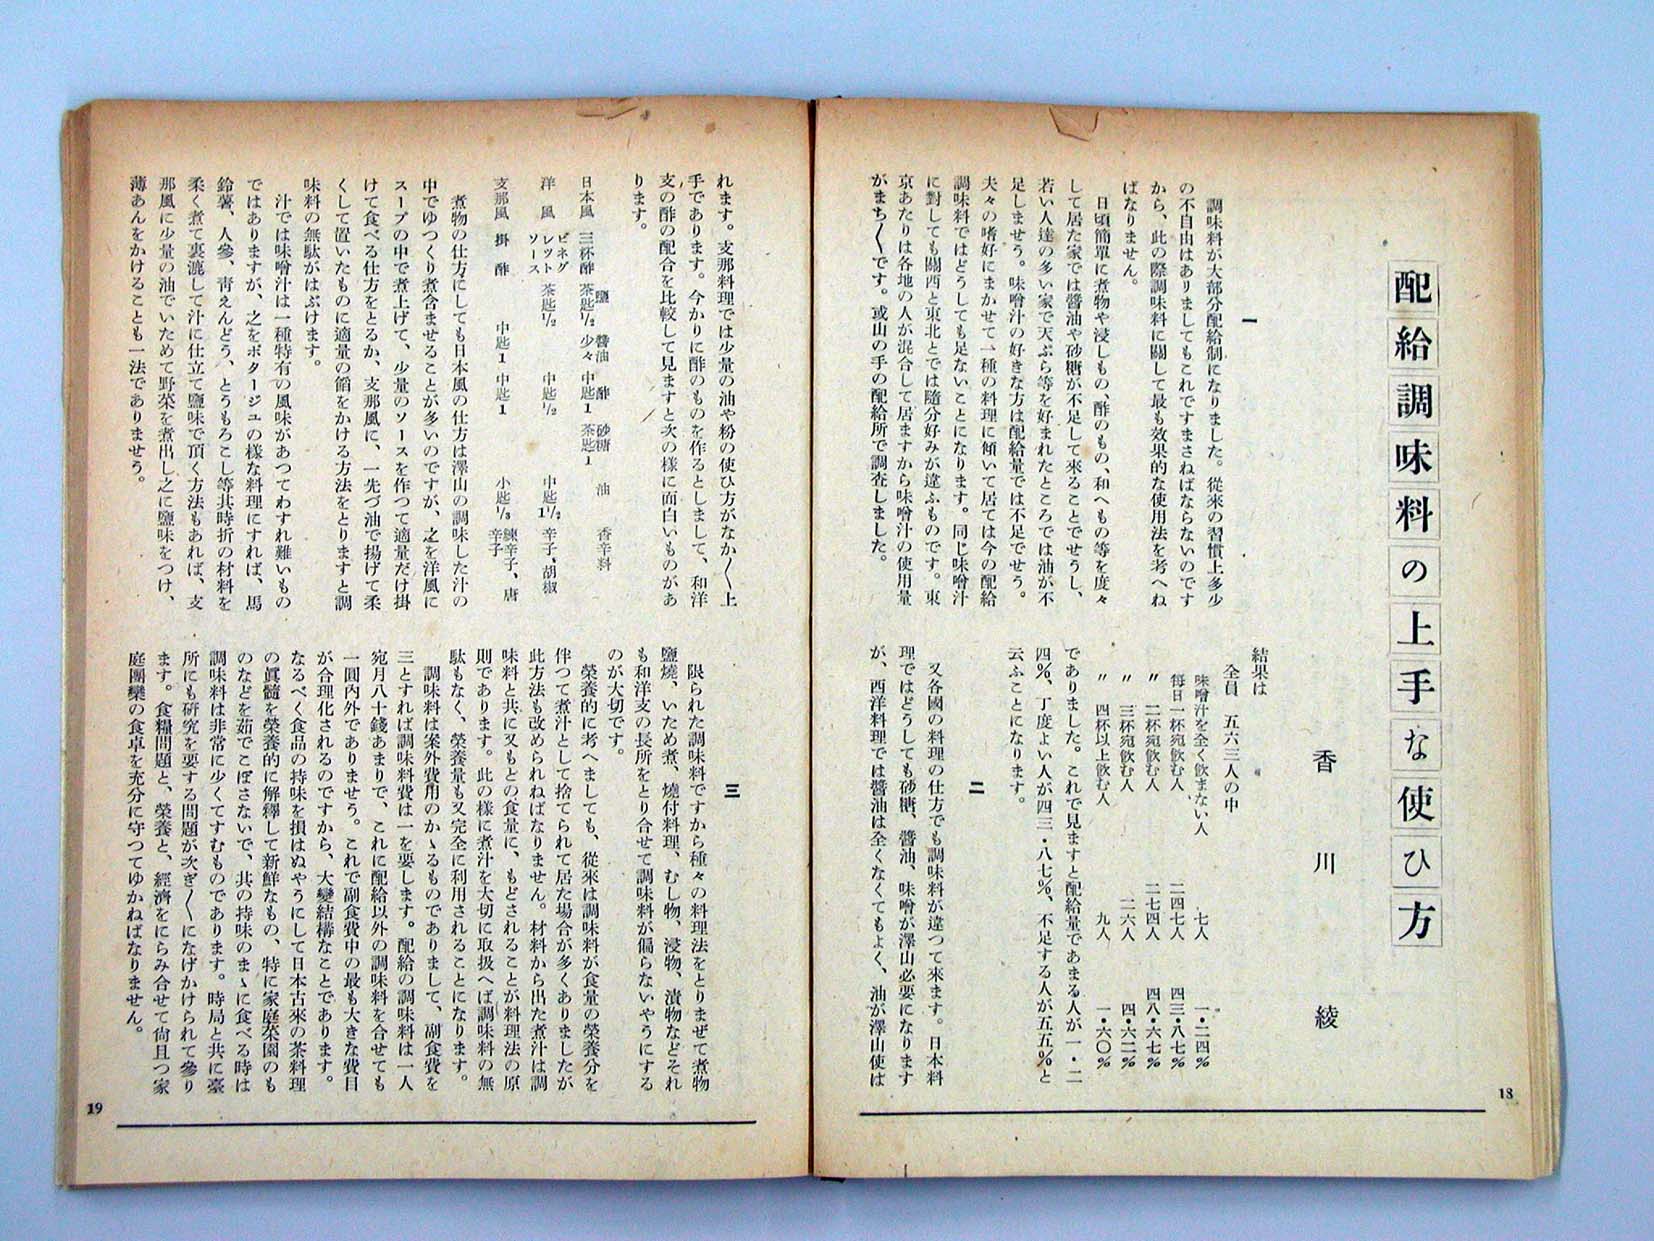 配給調味料の上手な使ひ方
香川綾
一
調味料が大部分配給制になりました。從來の習慣上多少
の不自由はありましてもこれですまさねばならないのです
から、此の際調味料に關して最も效果的な使用法を考へね
ばなりません。
日頃簡單に煮物や浸しもの、酢のもの、和へもの等を度々
して居た家では醬油や砂糖が不足して來ることでせうし、
若い人達の多い家で天ぷら等を好まれたところでは油が不
足しませう。味噌汁の好きな方は配給量では不足でせう。
夫々の嗜好にまかせて一種の料理に傾いて居ては今の配給
調味料ではどうしても足ないことになります。同じ味噌汁
に對しても關西と東北とでは隨分好みが違ふものです。東
京あたりは各地の人が混合して居ますから味噌汁の使用量
がまち〱です。或山の手の配給所で調査しました。
結果は
全員 五六三人の中
味噌汁を全く飮まない人 七人 一・二四%
每日一杯宛飮む人 二四七人 四三・八七%
〃 二杯宛飮む人 二七四人 四八・六七%
〃 三杯宛飮む人 二六人 四・六二%
〃 四杯以上飮む人 九人 一・六〇%
でありました。これで見ますと配給量であまる人が一・二
四%、丁度よい人が四三・八七%、不足する人が五五%と
云ふことになります。
二
又各國の料理の仕方でも調味料が違つて來ます。日本料
理ではどうしても砂糖、醬油、味噌が澤山必要になります
が、西洋料理では醬油は全くなくてもよく、油が澤山使は
18
れます。支那料理では少量の油や粉の使ひ方がなか〱上
手であります。今かりに酢のものを作るとしまして、和洋
支の酢の配合を比較して見ますと次の樣に面白いものがあ
ります。
鹽 醬油 酢 砂糖 油 香辛料
日本風 三杯酢 茶匙1/2 少々 中匙1 茶匙1
洋風 ビネグレツトソース 茶匙1/2 中匙1/2 中匙1 1/2 辛子、胡椒
支那風 掛酢 中匙1 中匙1 小匙1/3 練辛子、唐辛子
煮物の仕方にしても日本風の仕方は澤山の調味した汁の
中でゆつくり煮含ませることが多いのですが、之を洋風に
スープの中で煮上げて、少量のソースを作つて適量だけ掛
けて食べる仕方をとるか、支那風に、一先づ油で揚げて柔
くして置いたものに適量の餡をかける方法をとりますと調
味料の無駄がはぶけます。
汁では味噌汁は一種特有の風味があつてわすれ難いもの
ではありますが、之をポタージユの樣な料理にすれば、馬
鈴薯、人參、靑えんどう、とうもろこし等其時折の材料を
柔く煮て裏漉して汁に仕立て鹽味で頂く方法もあれば、支
那風に少量の油でいためて野菜を煮出し之に鹽味をつけ、
薄あんをかけることも一法でありませう。
三
限られた調味料ですから種々の料理法をとりまぜて煮物
鹽燒、いため煮、燒付料理、むし物、浸物、漬物などそれ
も和洋支の長所をとり合せて調味料が偏らないやうにする
のが大切です。
榮養的に考へましても、從來は調味料が食量の榮養分を
伴つて煮汁として捨てられて居た場合が多くありましたが
此方法も改められねばなりません。材料から出た煮汁は調
味料と共に又もどの食量に、もどされることが料理法の原
則であります。此の樣に煮汁を大切に取扱へば調味料の無
駄もなく、榮養量も又完全に利用されることになります。
調味料は案外費用のかゝるものでありまして、副食費を
三とすれば調味料費は一を要します。配給の調味料は一人
宛月八十錢あまりで、これに配給以外の調味料を合せても
一圓內外でありませう。これで副食費中の最も大きな費目
が合理化されるのですから、大變結構なことであります。
なるべく食品の持味を損はぬやうにして日本古來の茶料理
の眞髓を榮養的に解釋して新鮮なもの、特に家庭菜園のも
のなどを茹でこぼさないで、共の持味のまゝに食べる時は
調味料は非常に少くてすむものであります。時局と共に臺
所にも硏究を要する問題が次ぎ〱になげかけられて參り
ます。食糧問題と、榮養と、經濟をにらみ合せて尙且つ家
庭團欒の食卓を充分に守つてゆかねばなりません。
19